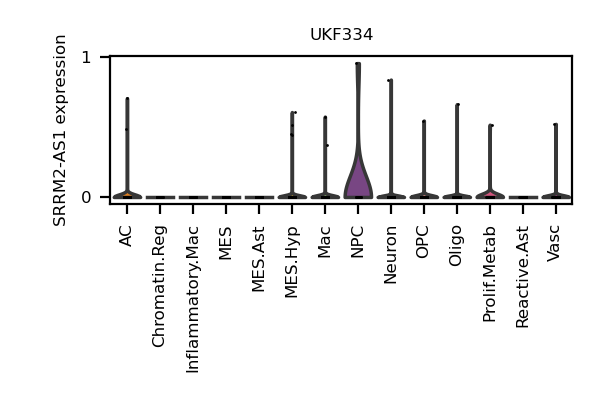 UKF334
SRRM2-AS1 expression
1
0
AC
Chromatin.Reg
Inflammatory.Mac
MES
MES.Ast
MES.Hyp
Mac
NPC
Neuron
OPC
Oligo
Prolif.Metab
Reactive.Ast
Vasc